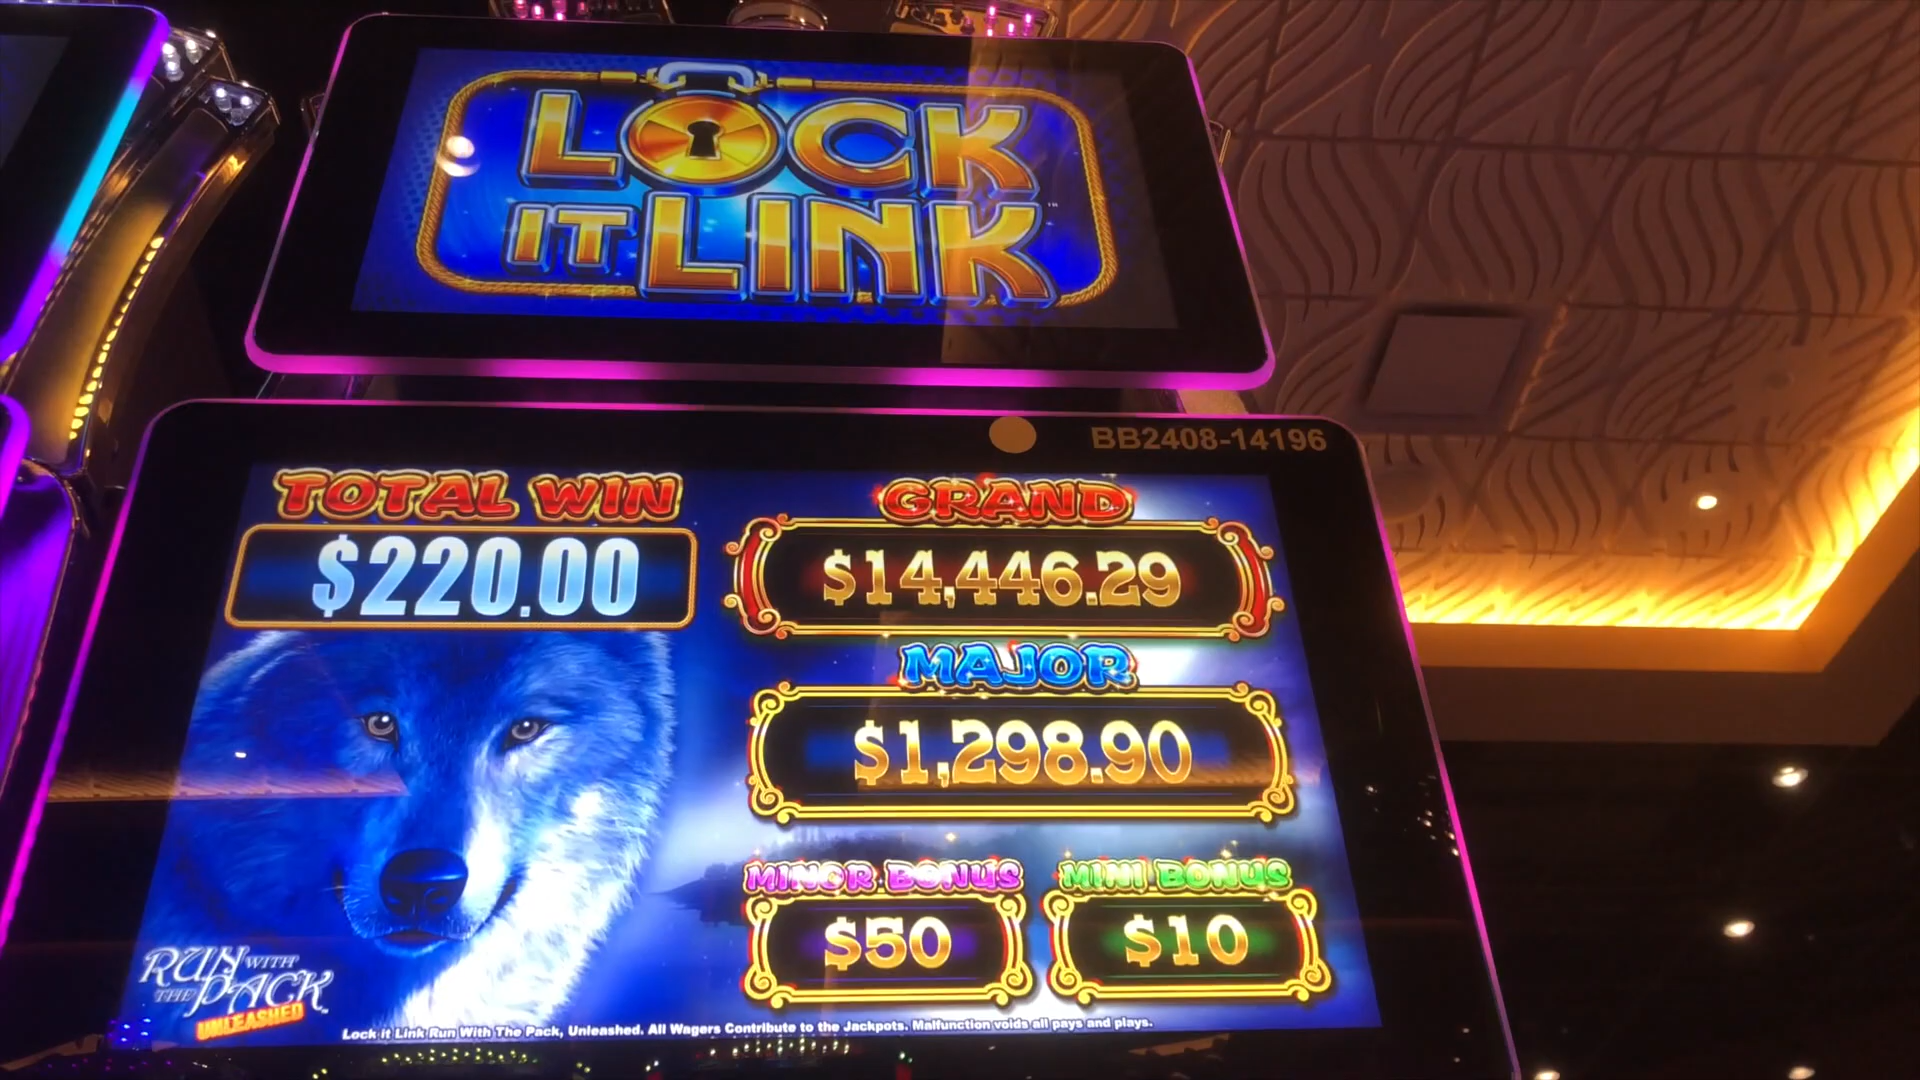 LOCK
IT LINK
TM
BB2408-14196
TOTAL WIN
$220.00
GRAND
$14,446.29
MAJOR
$1,298.90
MINOR BONUS
$50
MINI BONUS
$10
RUN WITH
THE PACK
UNLEASHED
Lock it Link Run With The Pack, Unleashed. All Wagers Contribute to the Jackpots. Malfunction voids all pays and plays.